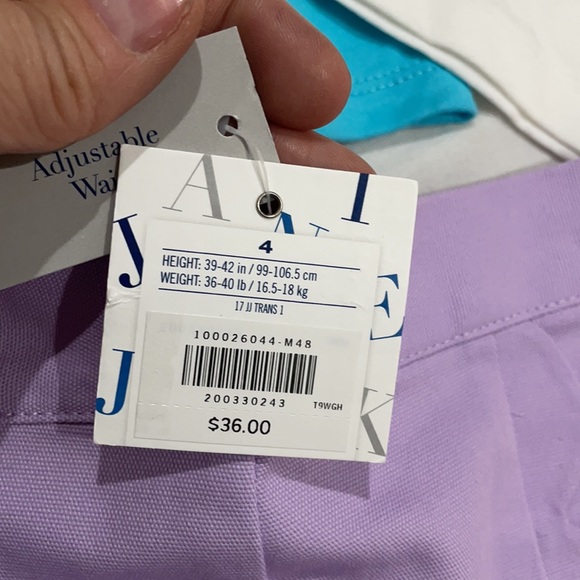 Adjustable
4
HEIGHT: 39-42 in / 99-106.5 cm
WEIGHT: 36-40 lb / 16.5-18 kg
17 JJ TRANS 1
100026044-M48
200330243 T9WGH
$36.00